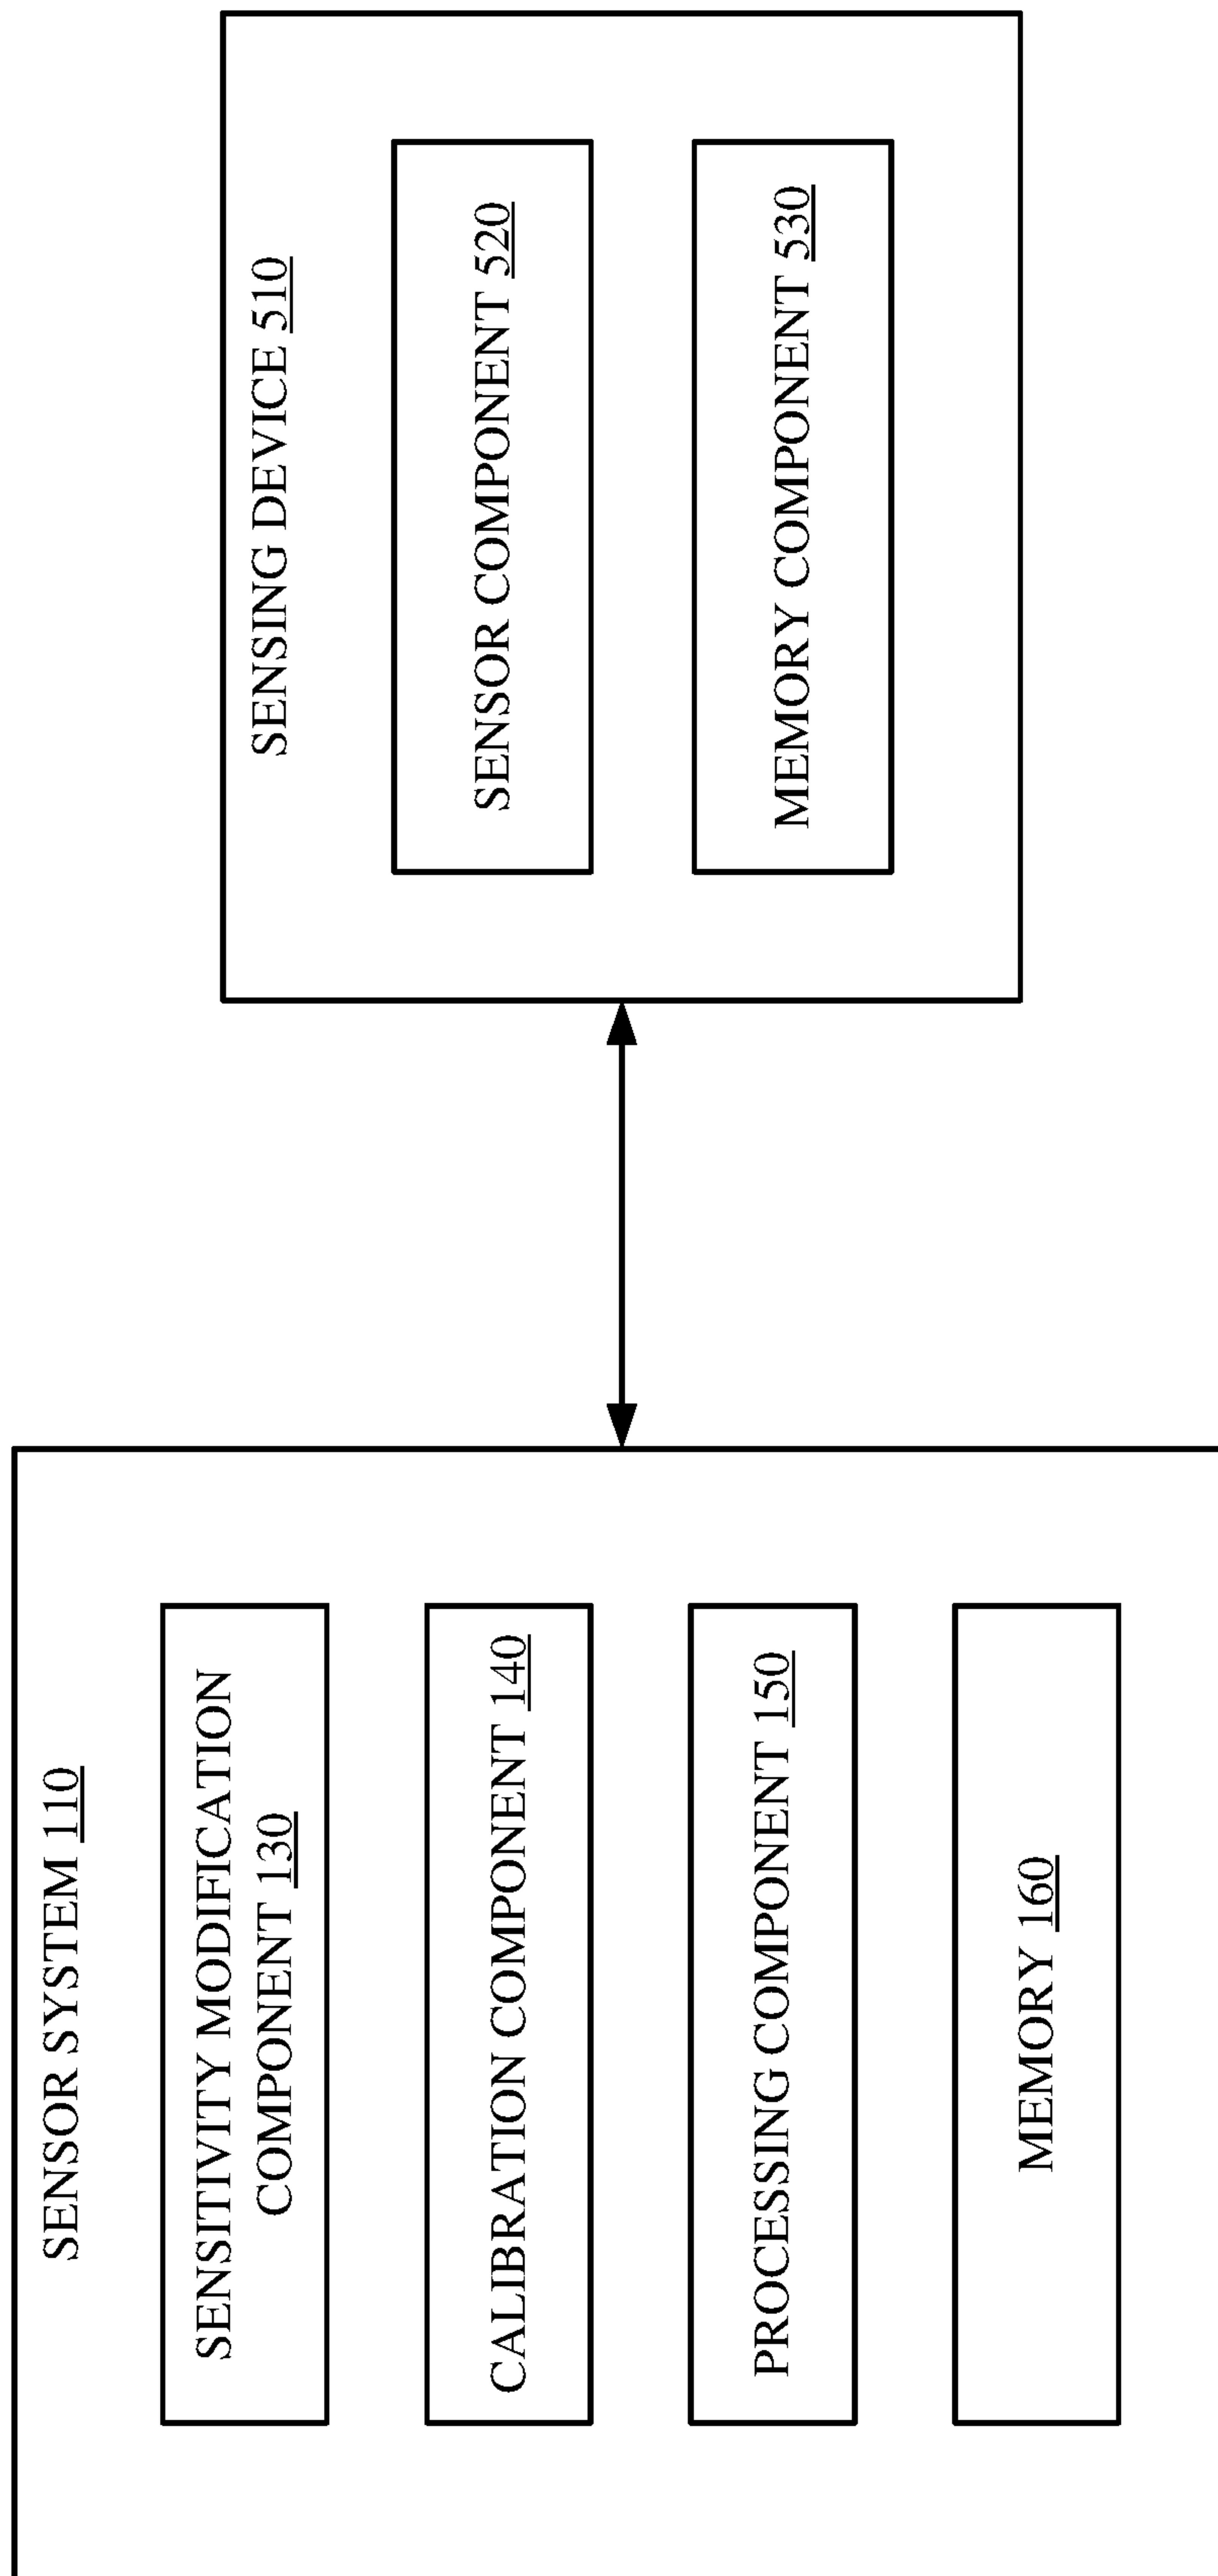 SENSOR SYSTEM 110
SENSITIVITY MODIFICATION
COMPONENT 130
CALIBRATION COMPONENT 140
PROCESSING COMPONENT 150
MEMORY 160
SENSING DEVICE 510
SENSOR COMPONENT 520
MEMORY COMPONENT 530